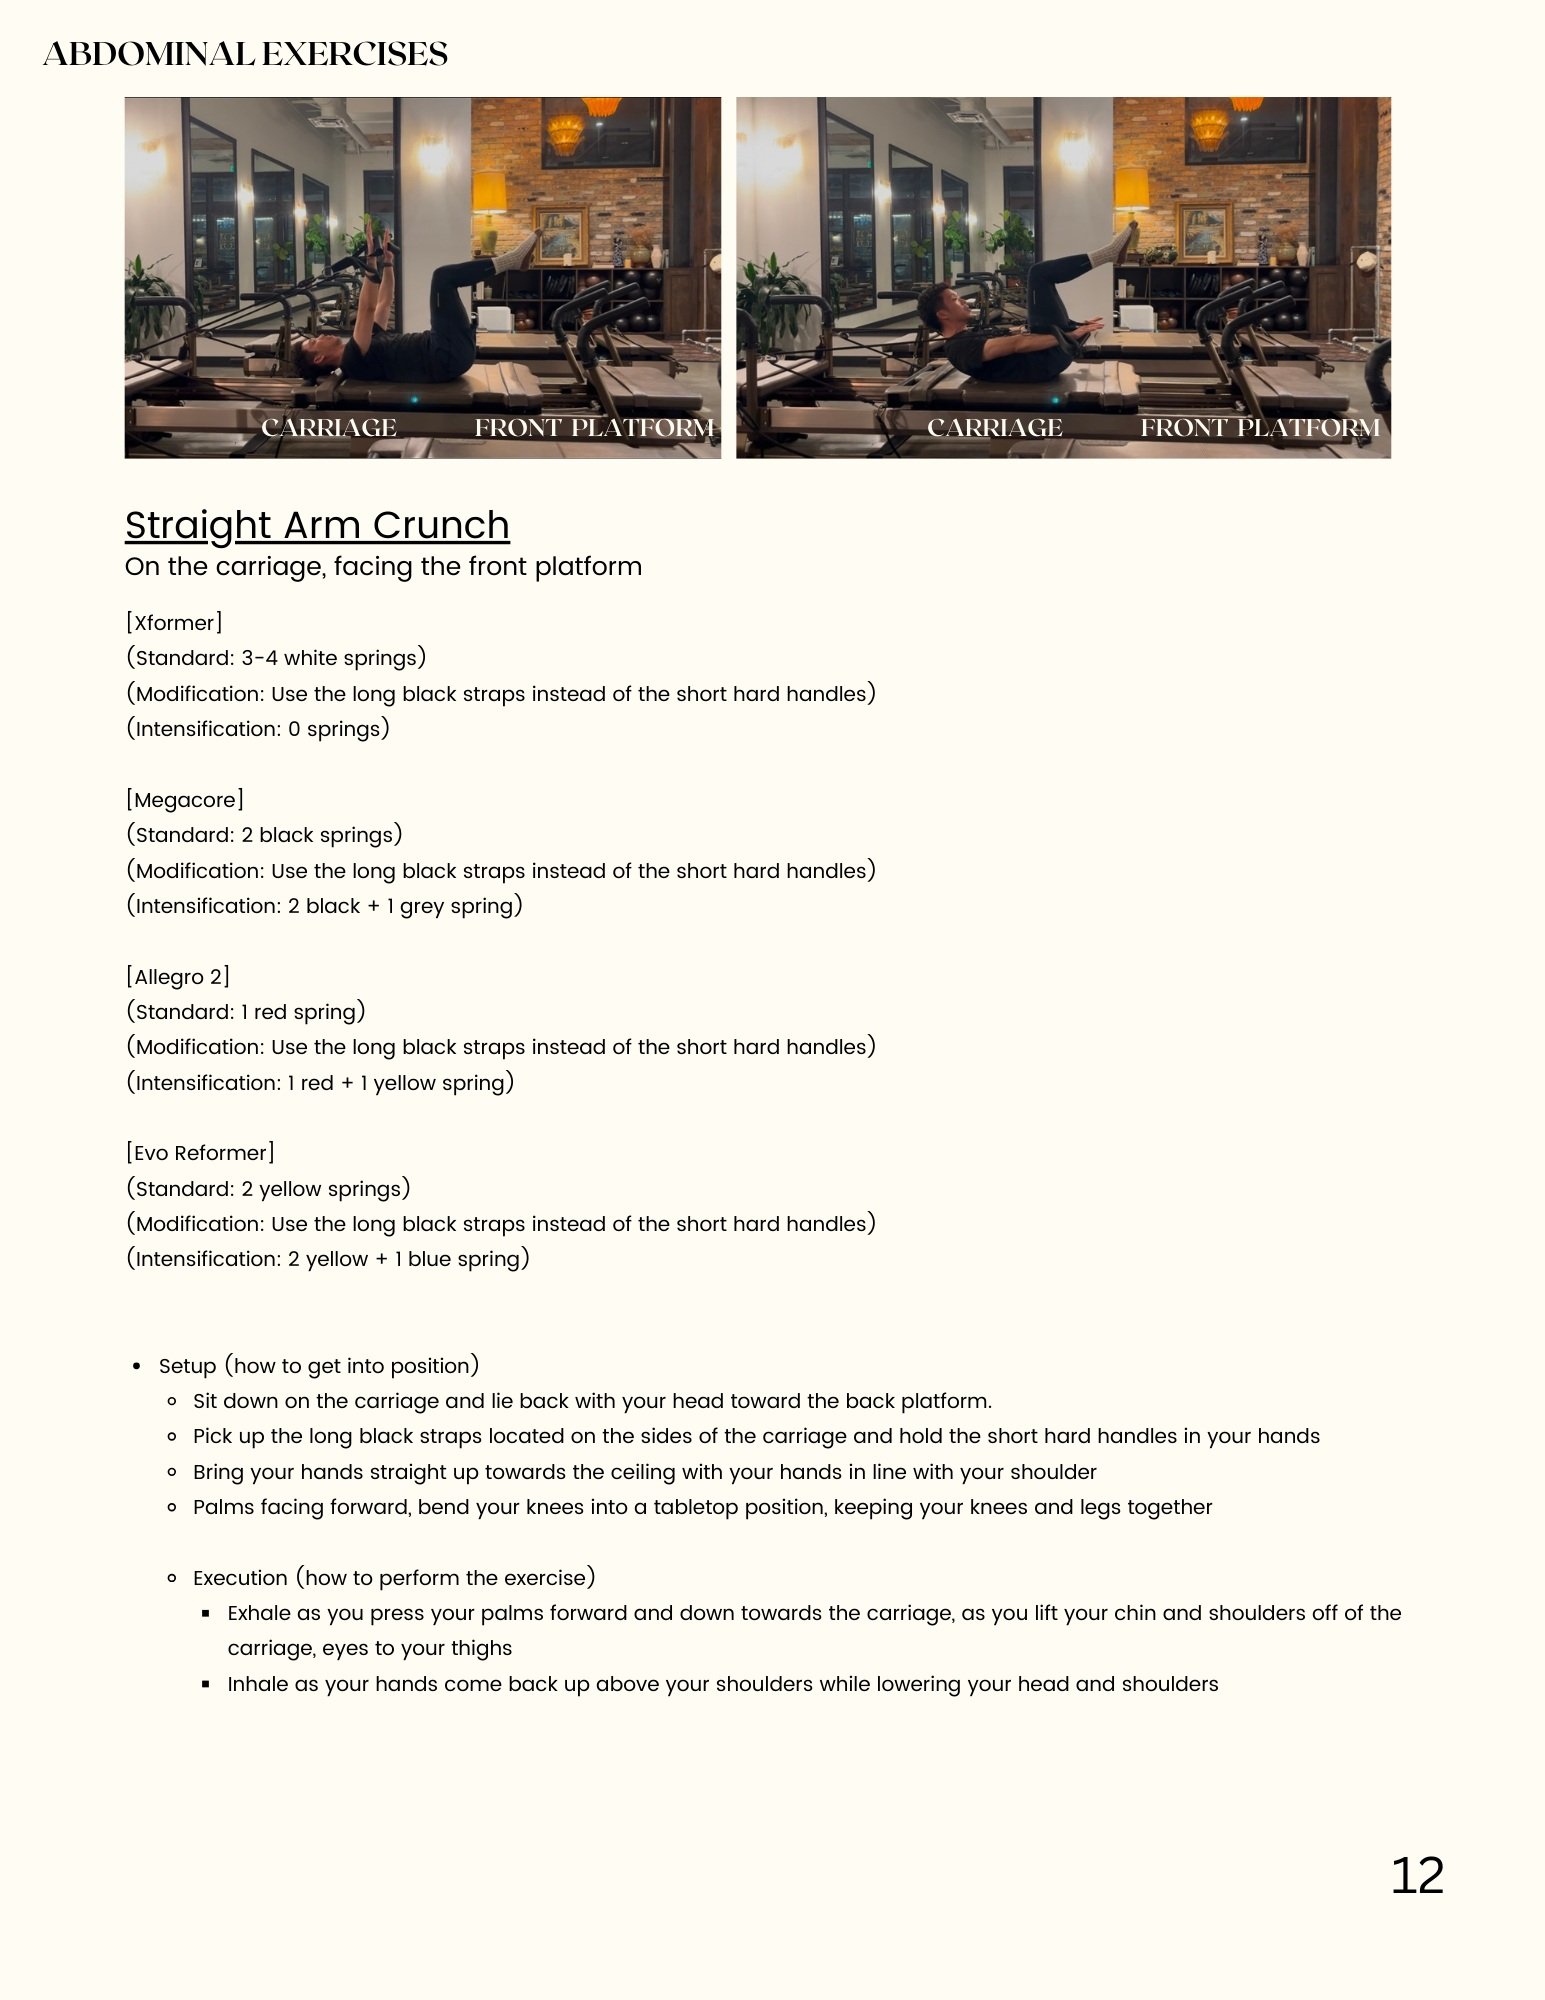 ABDOMINAL EXERCISES
CARRIAGE FRONT PLATFORM
CARRIAGE FRONT PLATFORM
Straight Arm Crunch
On the carriage, facing the front platform
[Xformer]
(Standard: 3-4 white springs)
(Modification: Use the long black straps instead of the short hard handles)
(Intensification: 0 springs)
[Megacore]
(Standard: 2 black springs)
(Modification: Use the long black straps instead of the short hard handles)
(Intensification: 2 black + 1 grey spring)
[Allegro 2]
(Standard: 1 red spring)
(Modification: Use the long black straps instead of the short hard handles)
(Intensification: 1 red + 1 yellow spring)
[Evo Reformer]
(Standard: 2 yellow springs)
(Modification: Use the long black straps instead of the short hard handles)
(Intensification: 2 yellow + 1 blue spring)
• Setup (how to get into position)
◦ Sit down on the carriage and lie back with your head toward the back platform.
◦ Pick up the long black straps located on the sides of the carriage and hold the short hard handles in your hands
◦ Bring your hands straight up towards the ceiling with your hands in line with your shoulder
◦ Palms facing forward, bend your knees into a tabletop position, keeping your knees and legs together
◦ Execution (how to perform the exercise)
▪ Exhale as you press your palms forward and down towards the carriage, as you lift your chin and shoulders off of the
carriage, eyes to your thighs
▪ Inhale as your hands come back up above your shoulders while lowering your head and shoulders
12